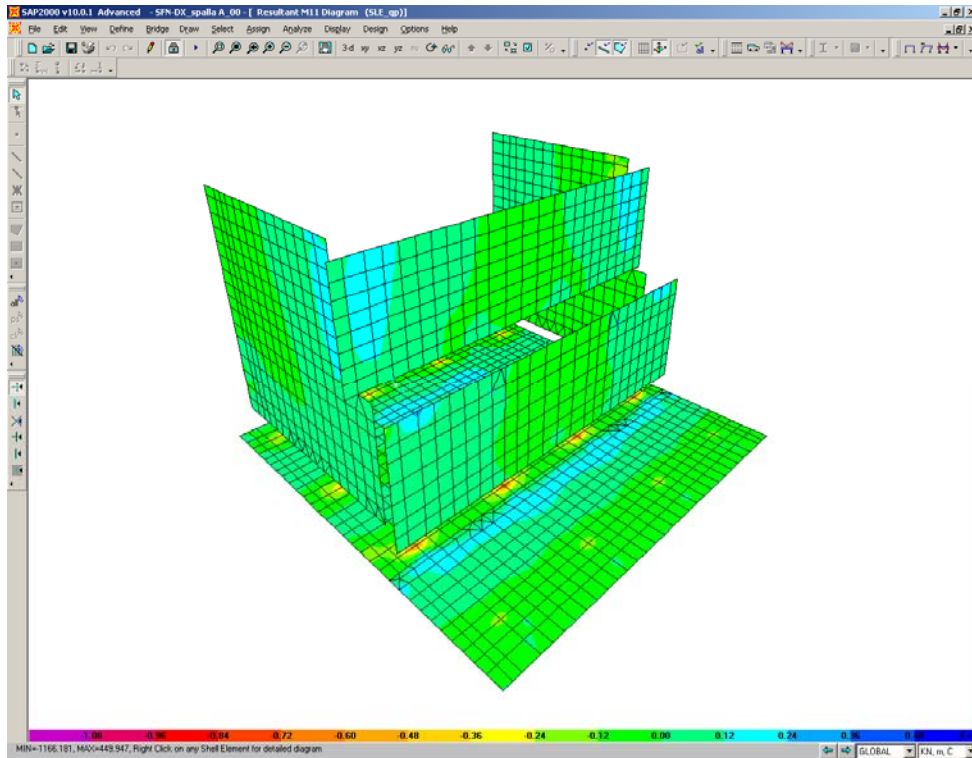 SAP2000 v10.0.1 Advanced - SFN-DX_spalla A_00 - [ Resultant M11 Diagram (SLE_qp)]
File Edit View Define Bridge Draw Select Assign Analyze Display Design Options Help
3-d xy xz yz
-1.08 -0.96 -0.84 -0.72 -0.60 -0.48 -0.36 -0.24 -0.12 0.00 0.12 0.24 0.36
MIN=-1166.181, MAX=449.947, Right Click on any Shell Element for detailed diagram GLOBAL KN, m, C